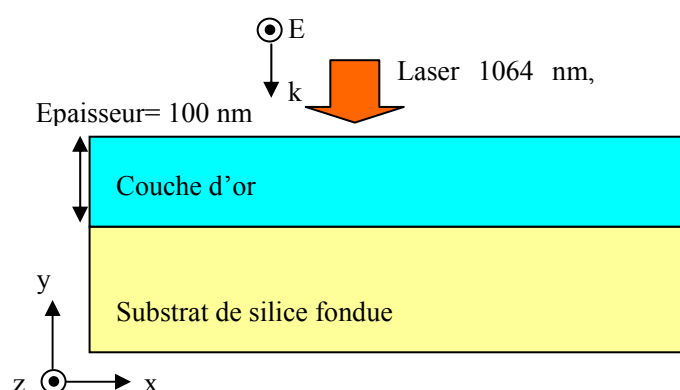 E
Laser 1064 nm,
k
Epaisseur= 100 nm
Couche d'or
y
Substrat de silice fondue
z
x